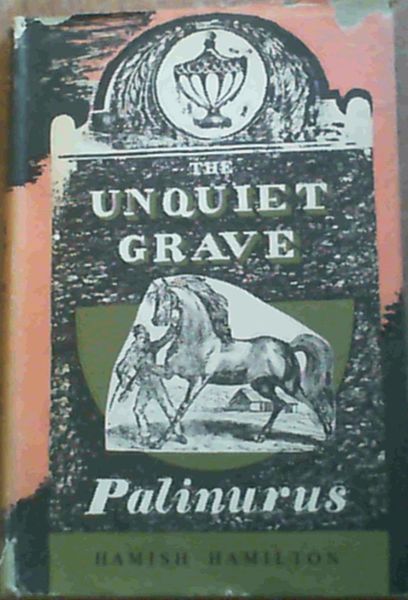 THE
UNQUIET
GRAVE
Palinurus
HAMISH HAMILTON